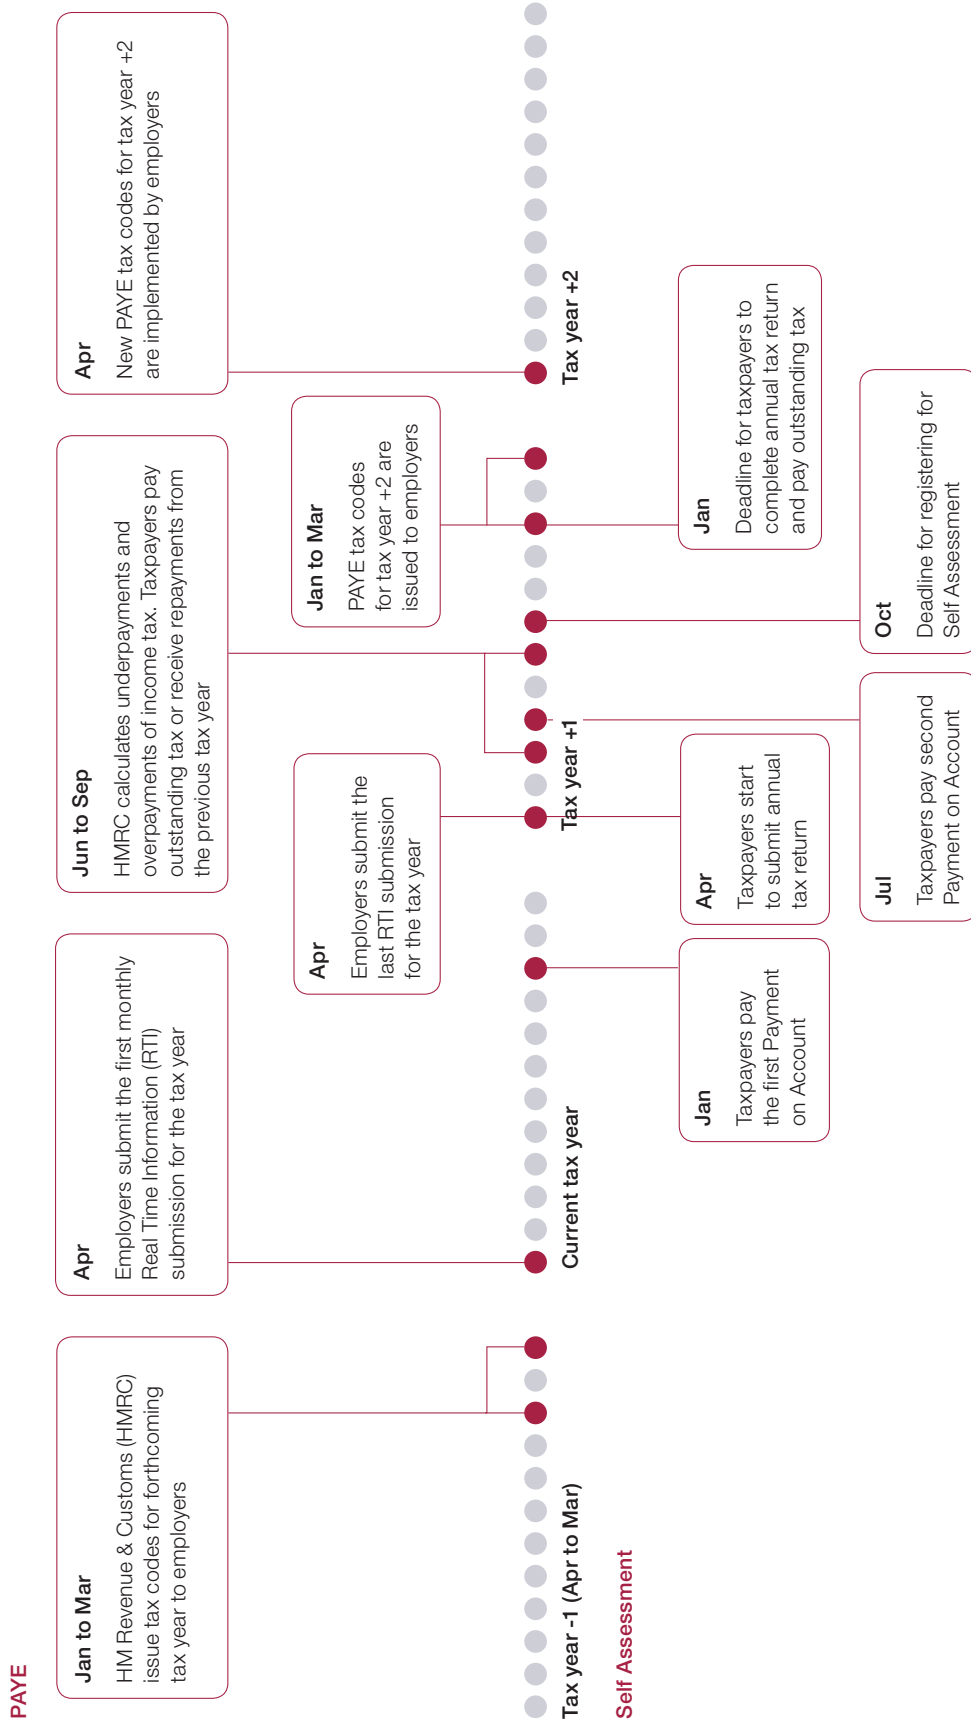 PAYE
Jan to Mar
HM Revenue & Customs (HMRC)
issue tax codes for forthcoming
tax year to employers
Apr
Employers submit the first monthly
Real Time Information (RTI)
submission for the tax year
Jun to Sep
HMRC calculates underpayments and
overpayments of income tax. Taxpayers pay
outstanding tax or receive repayments from
the previous tax year
Apr
New PAYE tax codes for tax year +2
are implemented by employers
Apr
Employers submit the
last RTI submission
for the tax year
Jan to Mar
PAYE tax codes
for tax year +2 are
issued to employers
Tax year -1 (Apr to Mar)
Current tax year
Tax year +1
Tax year +2
Self Assessment
Jan
Taxpayers pay
the first Payment
on Account
Apr
Taxpayers start
to submit annual
tax return
Jan
Deadline for taxpayers to
complete annual tax return
and pay outstanding tax
Jul
Taxpayers pay second
Payment on Account
Oct
Deadline for registering for
Self Assessment